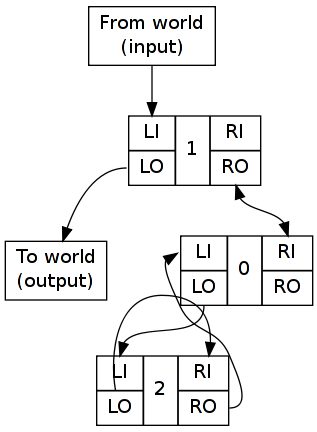 From world
(input)
LI RI
1
LO RO
To world
(output)
LI RI
0
LO RO
LI RI
2
LO RO